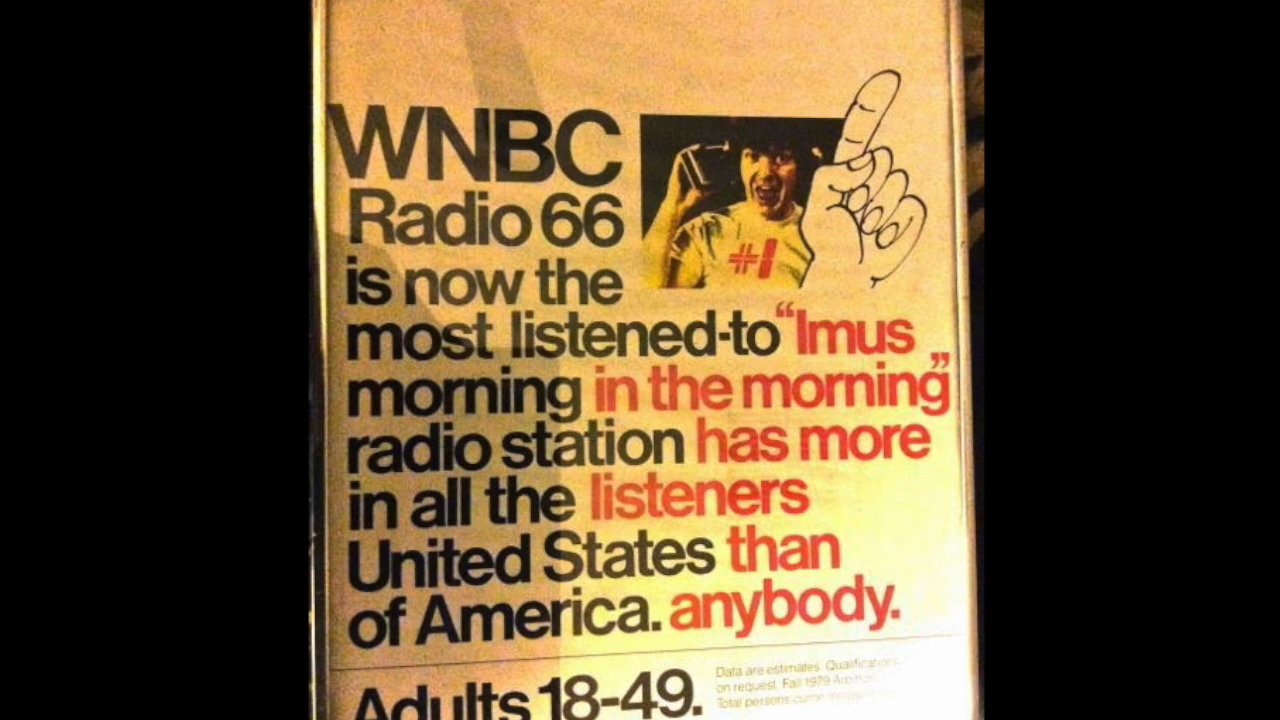 #1
WNBC
Radio 66
is now the
most listened-to
morning
radio station
in all the
United States
of America.
“Imus
in the morning”
has more
listeners
than
anybody.
Adults 18-49.
Data are estimates. Qualifications
on request. Fall 1979
Total persons